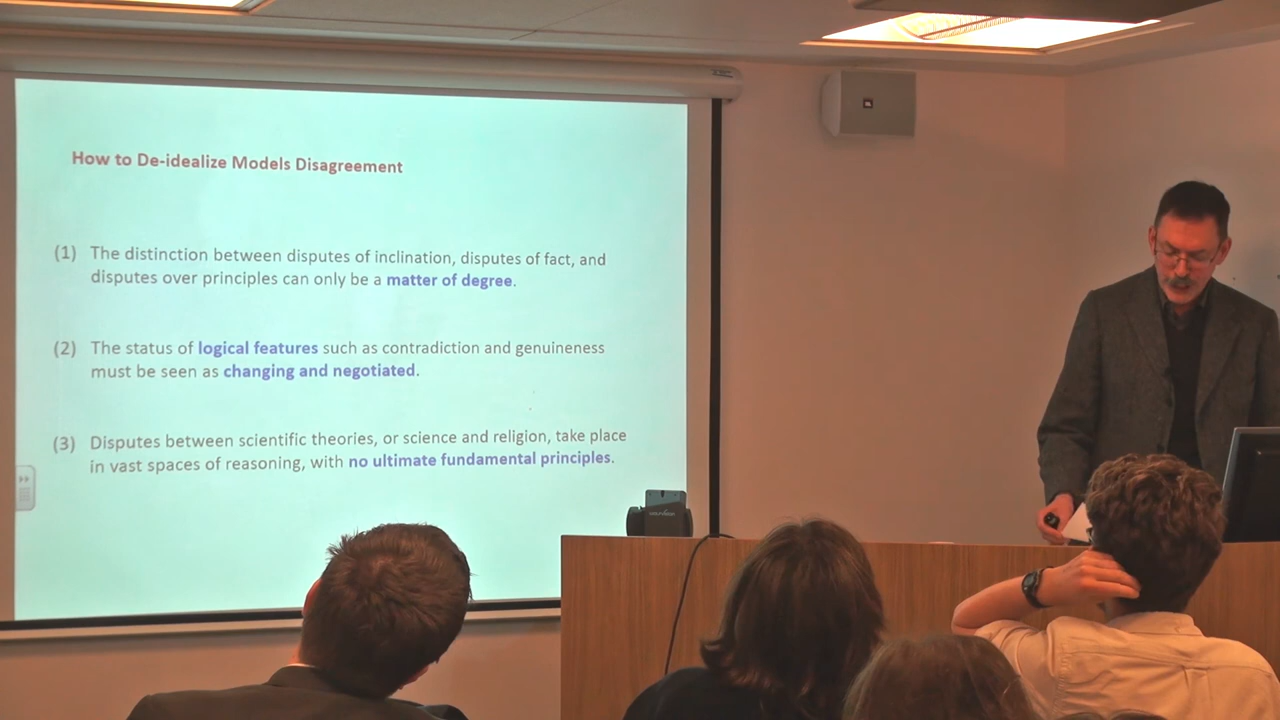 How to De-idealize Models Disagreement
(1) The distinction between disputes of inclination, disputes of fact, and
disputes over principles can only be a matter of degree.
(2) The status of logical features such as contradiction and genuineness
must be seen as changing and negotiated.
(3) Disputes between scientific theories, or science and religion, take place
in vast spaces of reasoning, with no ultimate fundamental principles.
JBL